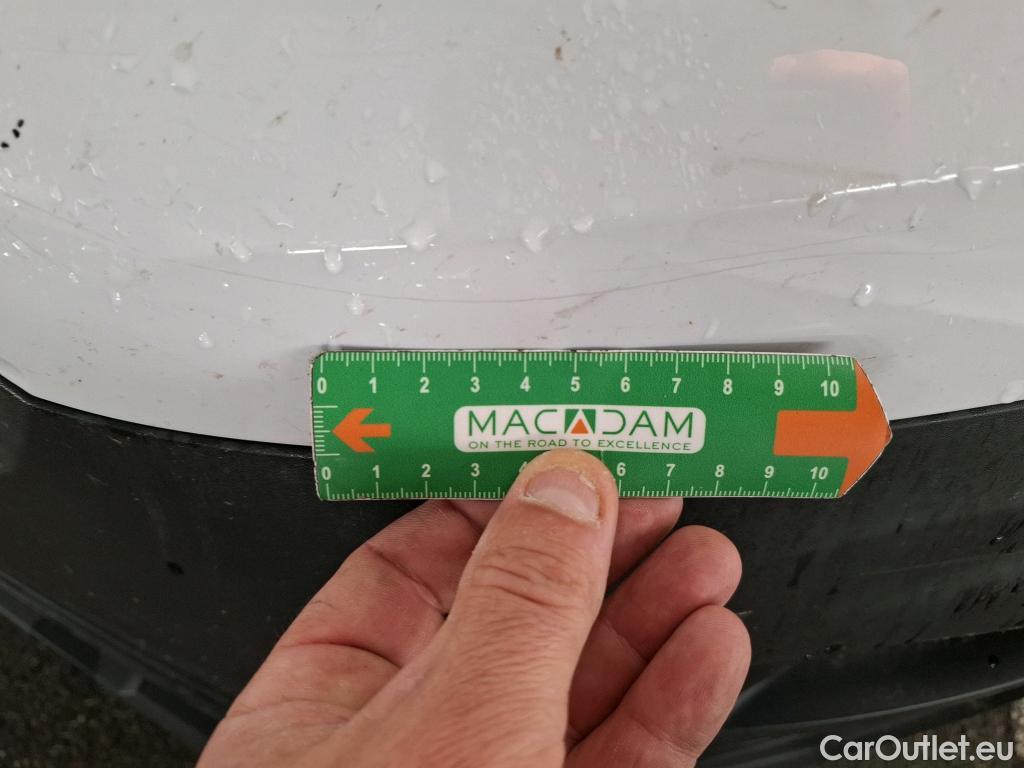 0 1 2 3 4 5 6 7 8 9 10
MACADAM
ON THE ROAD TO EXCELLENCE
0 1 2 3 4 6 7 8 9 10
CarOutlet.eu